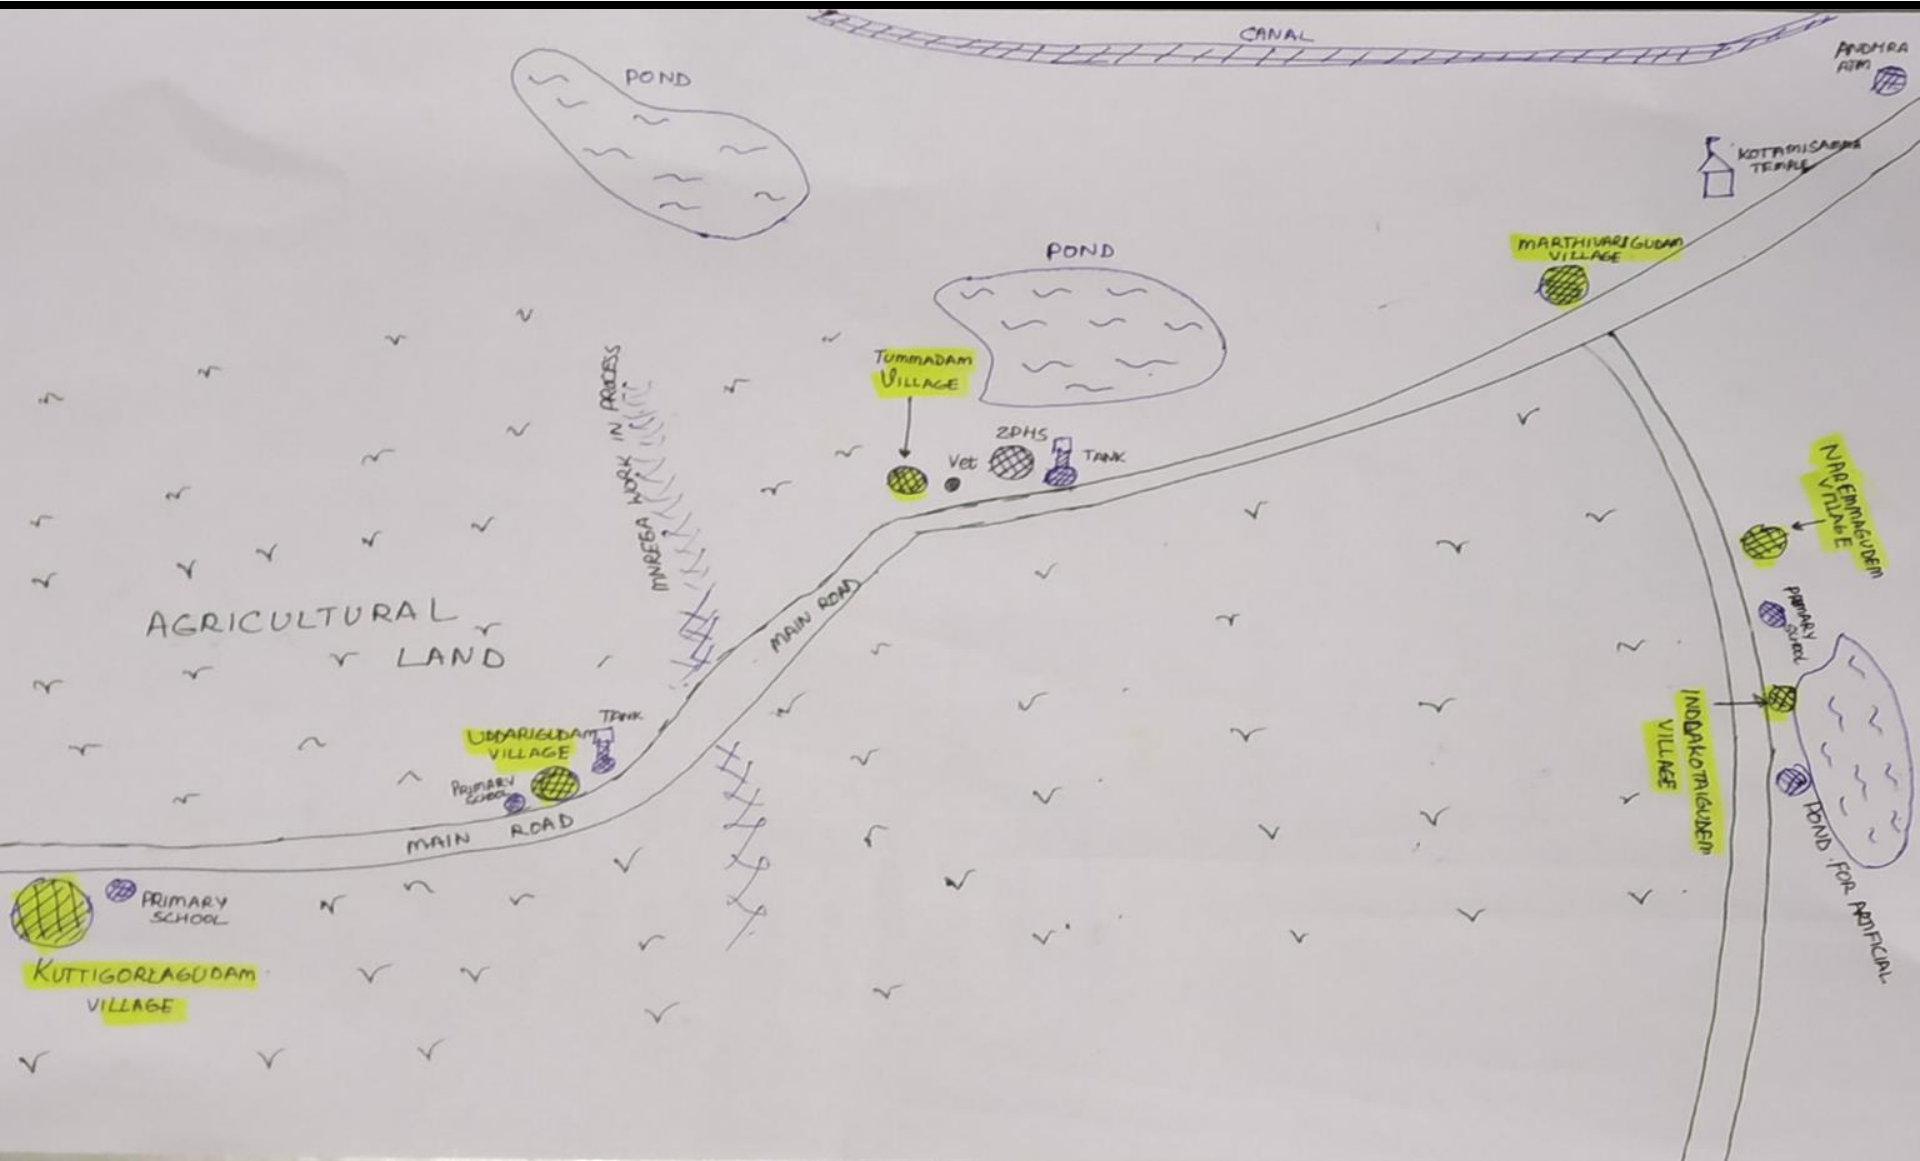 CANAL
ANDHRA
ATM
POND
KOTAMISAMMA
TEMPLE
MARTHIVARIGUDAM
VILLAGE
POND
TUMMADAM
VILLAGE
ZPHS
Vet
TANK
MNREGA WORK IN PROCESS
NAREMMAGUDEM
VILLAGE
MAIN ROAD
PRIMARY
SCHOOL
AGRICULTURAL
LAND
INDDAKOTAIGUDEM
VILLAGE
TANK
UDDARIGUDAM
VILLAGE
PRIMARY
SCHOOL
MAIN ROAD
POND FOR ARTIFICIAL
PRIMARY
SCHOOL
KUTTIGORLAGUDAM
VILLAGE